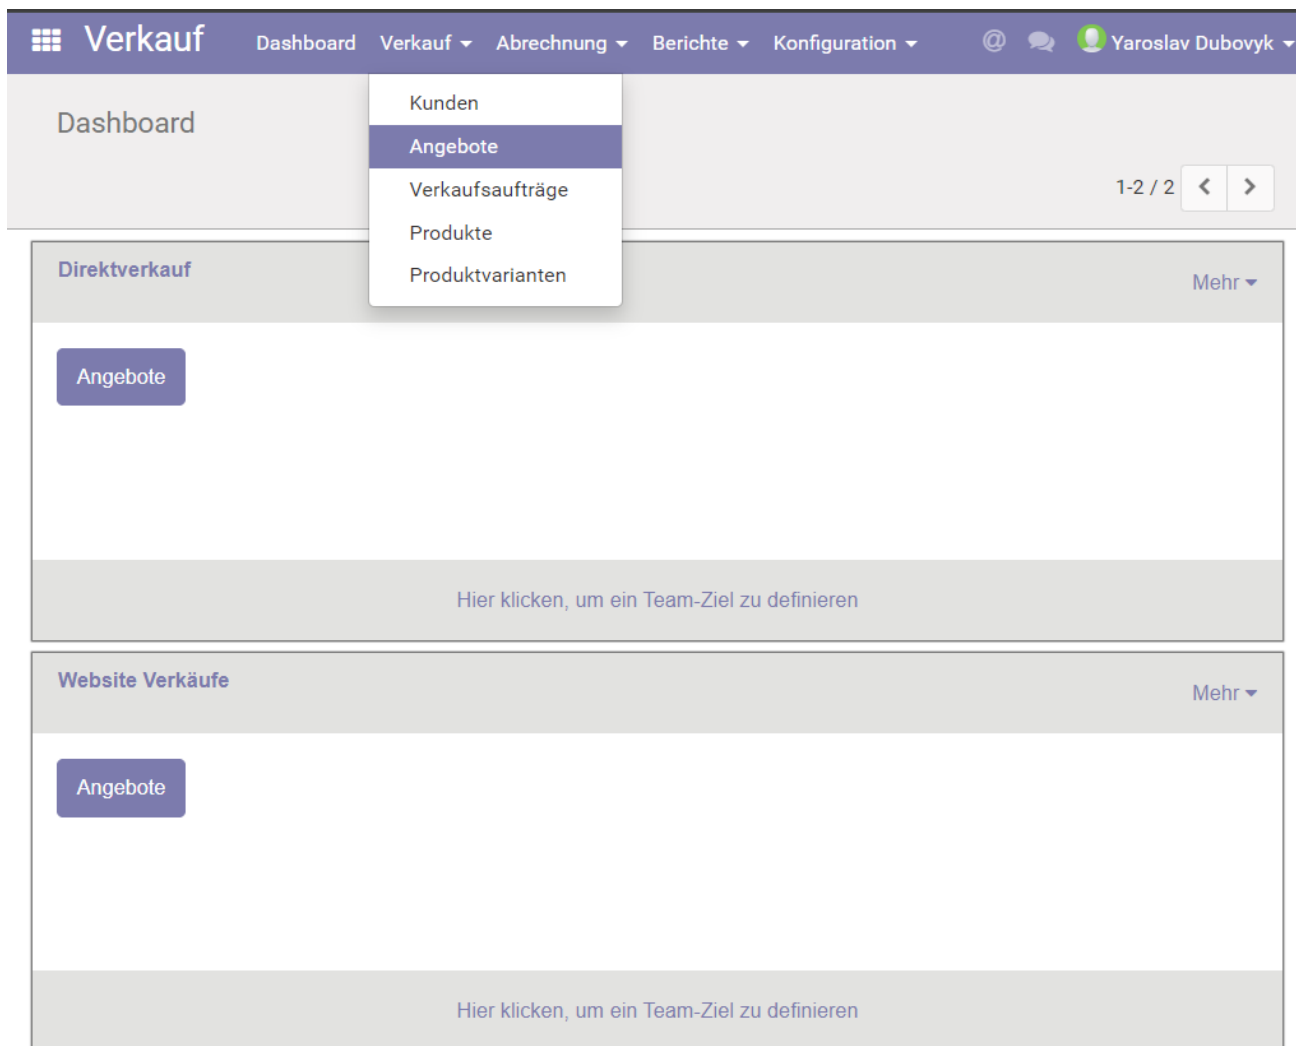 Verkauf Dashboard Verkauf Abrechnung Berichte Konfiguration @ Yaroslav Dubovyk
Dashboard
Kunden
Angebote
Verkaufsaufträge
Produkte
Produktvarianten
1-2 / 2
Direktverkauf
Mehr
Angebote
Hier klicken, um ein Team-Ziel zu definieren
Website Verkäufe
Mehr
Angebote
Hier klicken, um ein Team-Ziel zu definieren